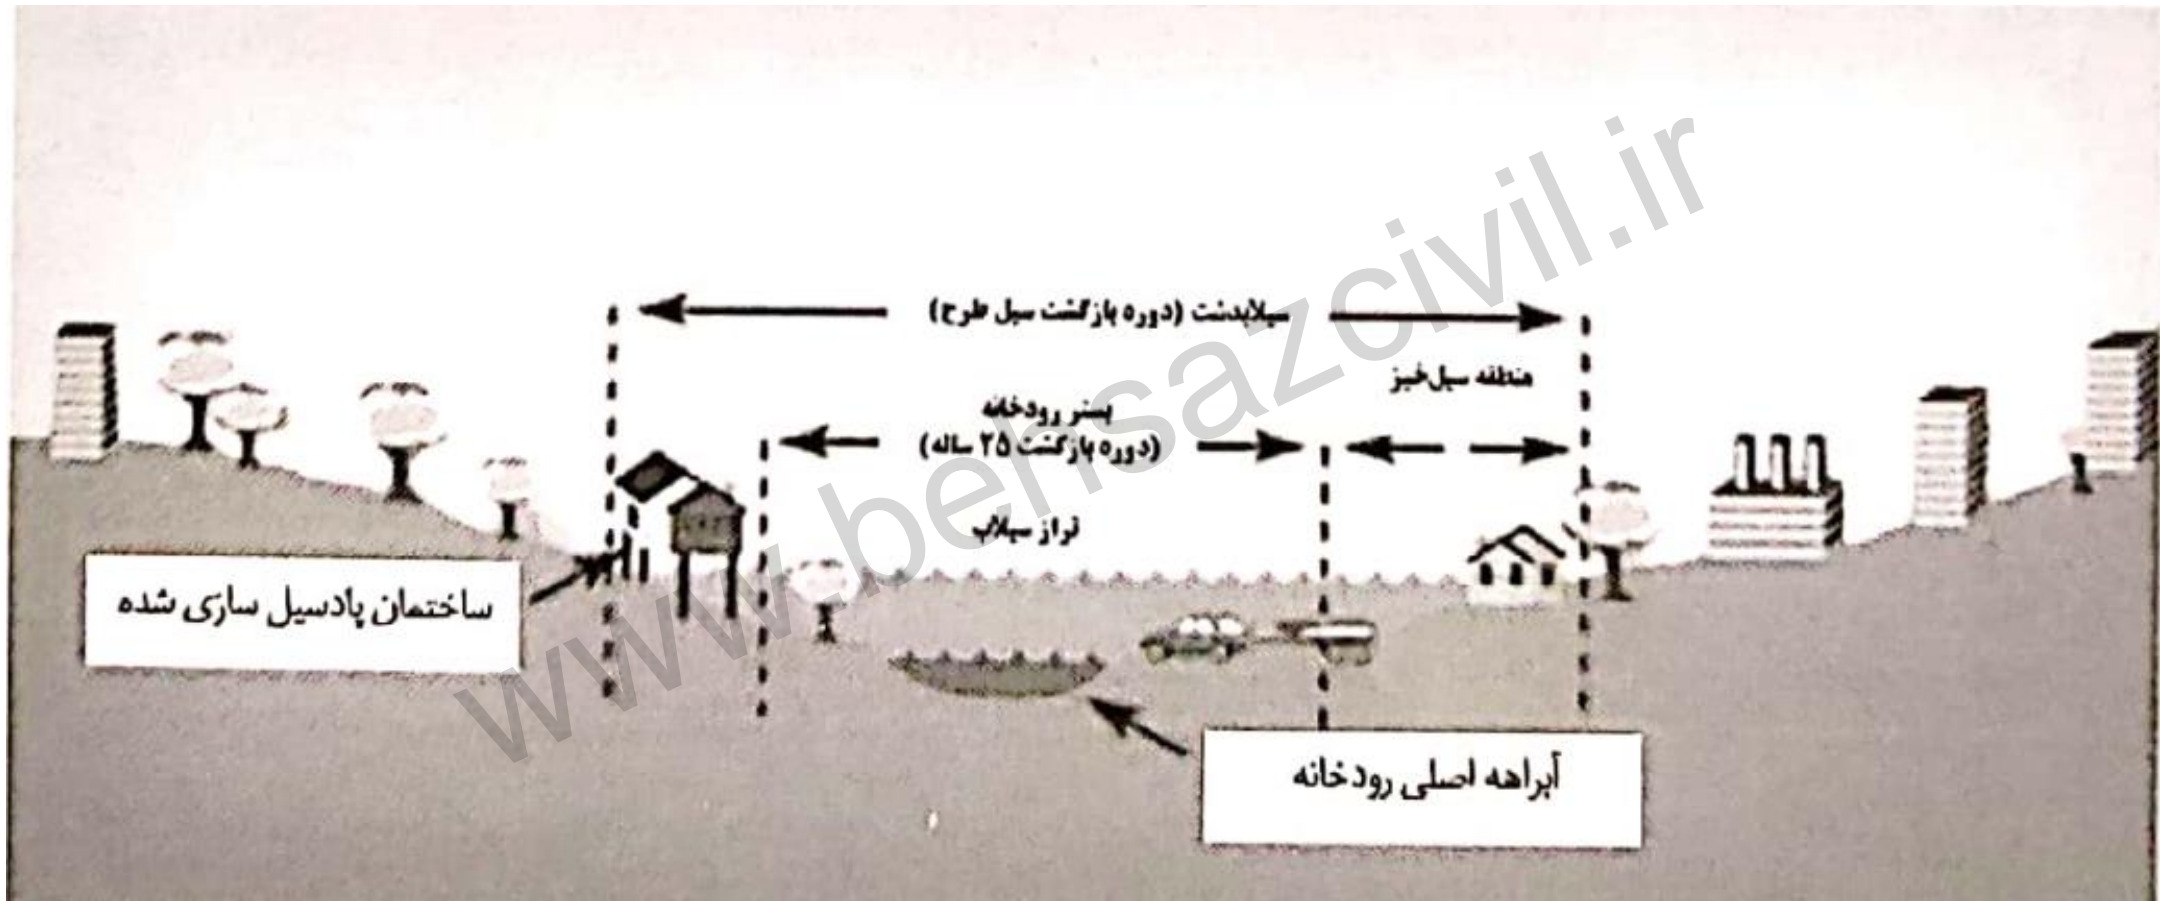 سیلابدشت (دوره بازگشت سیل طرح)
منطقه سیل‌خیز
بستر رودخانه
(دوره بازگشت ۲۵ ساله)
تراز سیلاب
ساختمان پادسیل سازی شده
آبراهه اصلی رودخانه
www.behsazcivil.ir